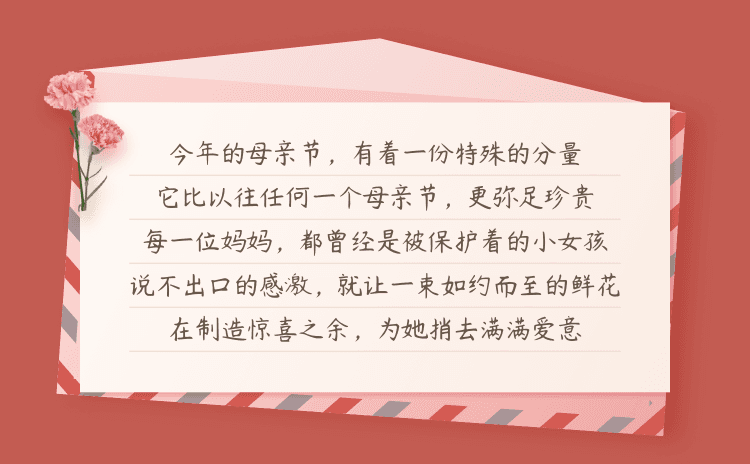 今年的母亲节，有着一份特殊的分量
它比以往任何一个母亲节，更弥足珍贵
每一位妈妈，都曾经是被保护着的小女孩
说不出口的感激，就让一束如约而至的鲜花
在制造惊喜之余，为她捎去满满爱意